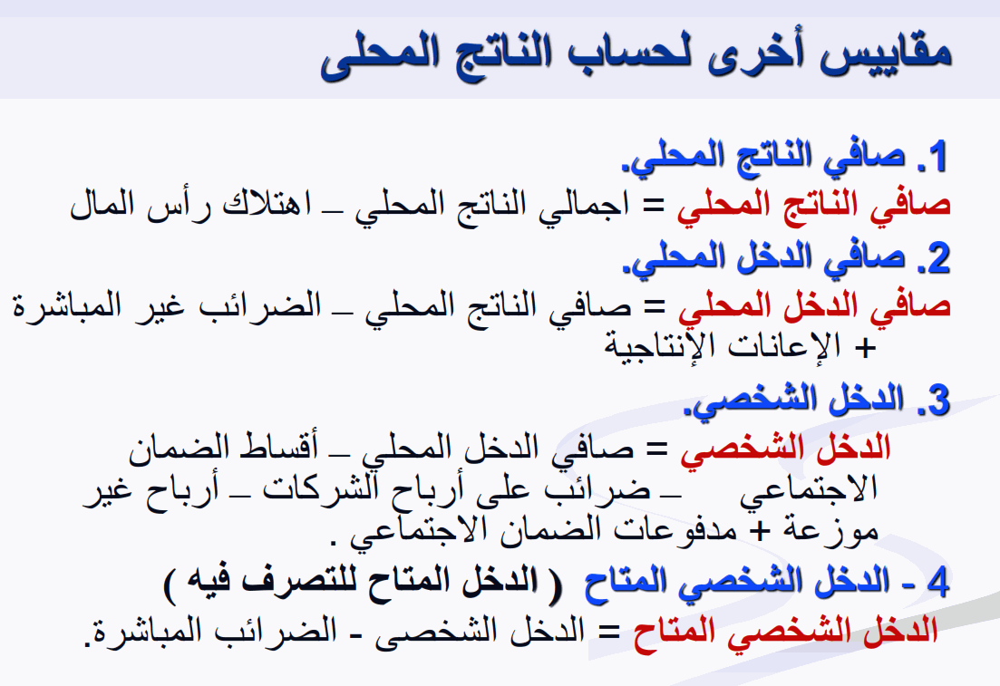 مقاييس أخرى لحساب الناتج المحلى
1. صافي الناتج المحلي.
صافي الناتج المحلي = اجمالي الناتج المحلي – اهتلاك رأس المال
2. صافي الدخل المحلي.
صافي الدخل المحلي = صافي الناتج المحلي – الضرائب غير المباشرة
+ الإعانات الإنتاجية
3. الدخل الشخصي.
الدخل الشخصي = صافي الدخل المحلي – أقساط الضمان
الاجتماعي – ضرائب على أرباح الشركات – أرباح غير
موزعة + مدفوعات الضمان الاجتماعي .
4 - الدخل الشخصي المتاح ( الدخل المتاح للتصرف فيه )
الدخل الشخصي المتاح = الدخل الشخصى - الضرائب المباشرة.